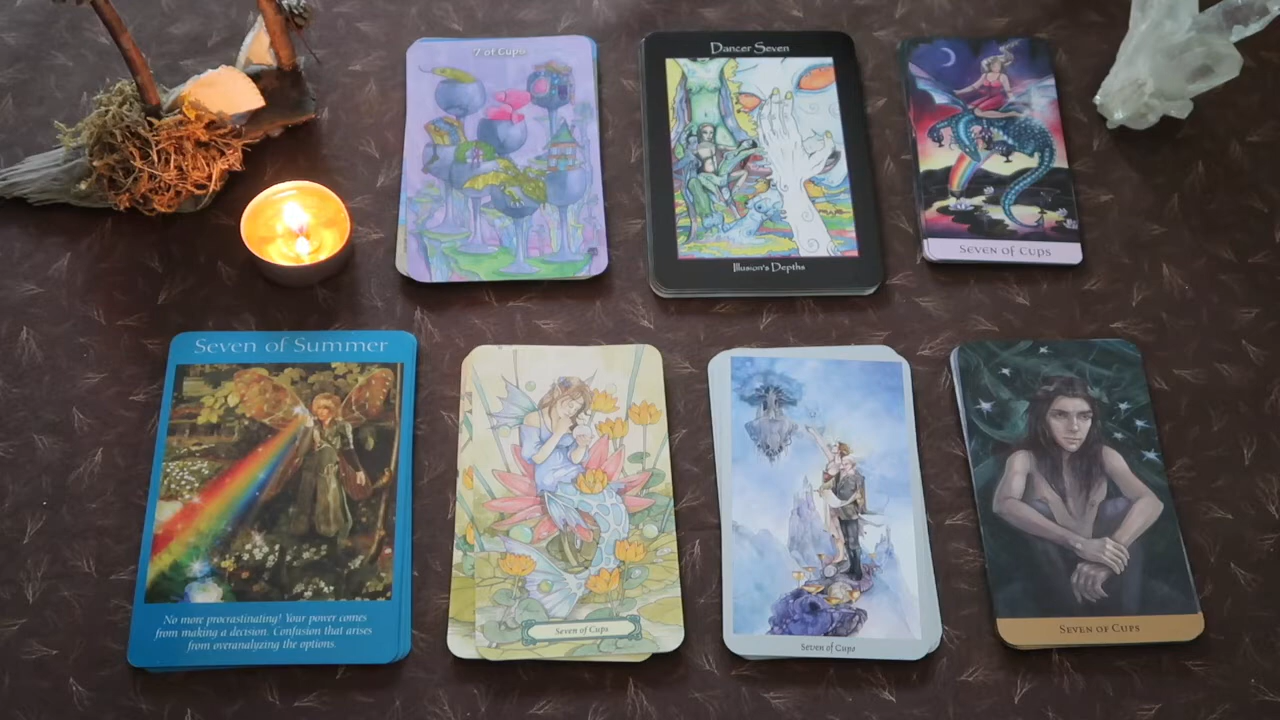 7 of Cups
Dancer Seven
Illusion's Depths
Seven of Cups
Seven of Summer
No more procrastinating! Your power comes
from making a decision. Confusion that arises
from overanalyzing the options.
Seven of Cups
Seven of Cups
Seven of Cups